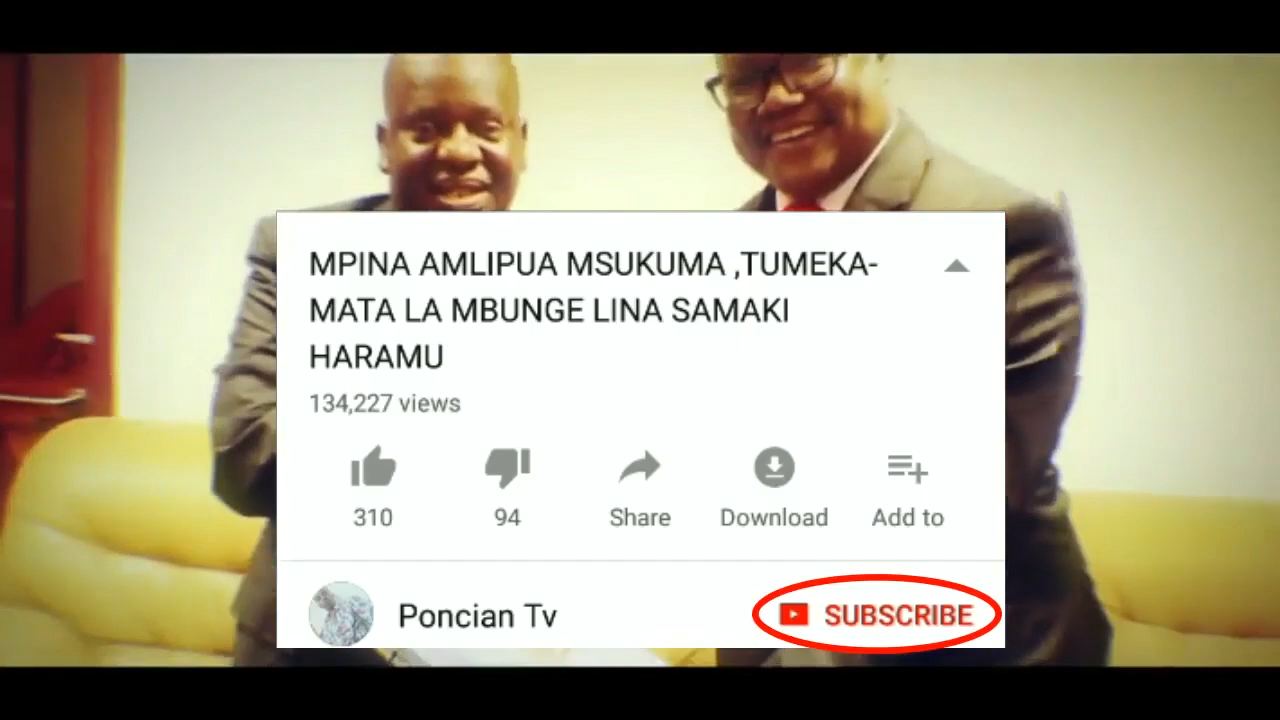 MPINA AMLIPUA MSUKUMA ,TUMEKA-
MATA LA MBUNGE LINA SAMAKI
HARAMU
134,227 views
310 94 Share Download Add to
Poncian Tv SUBSCRIBE